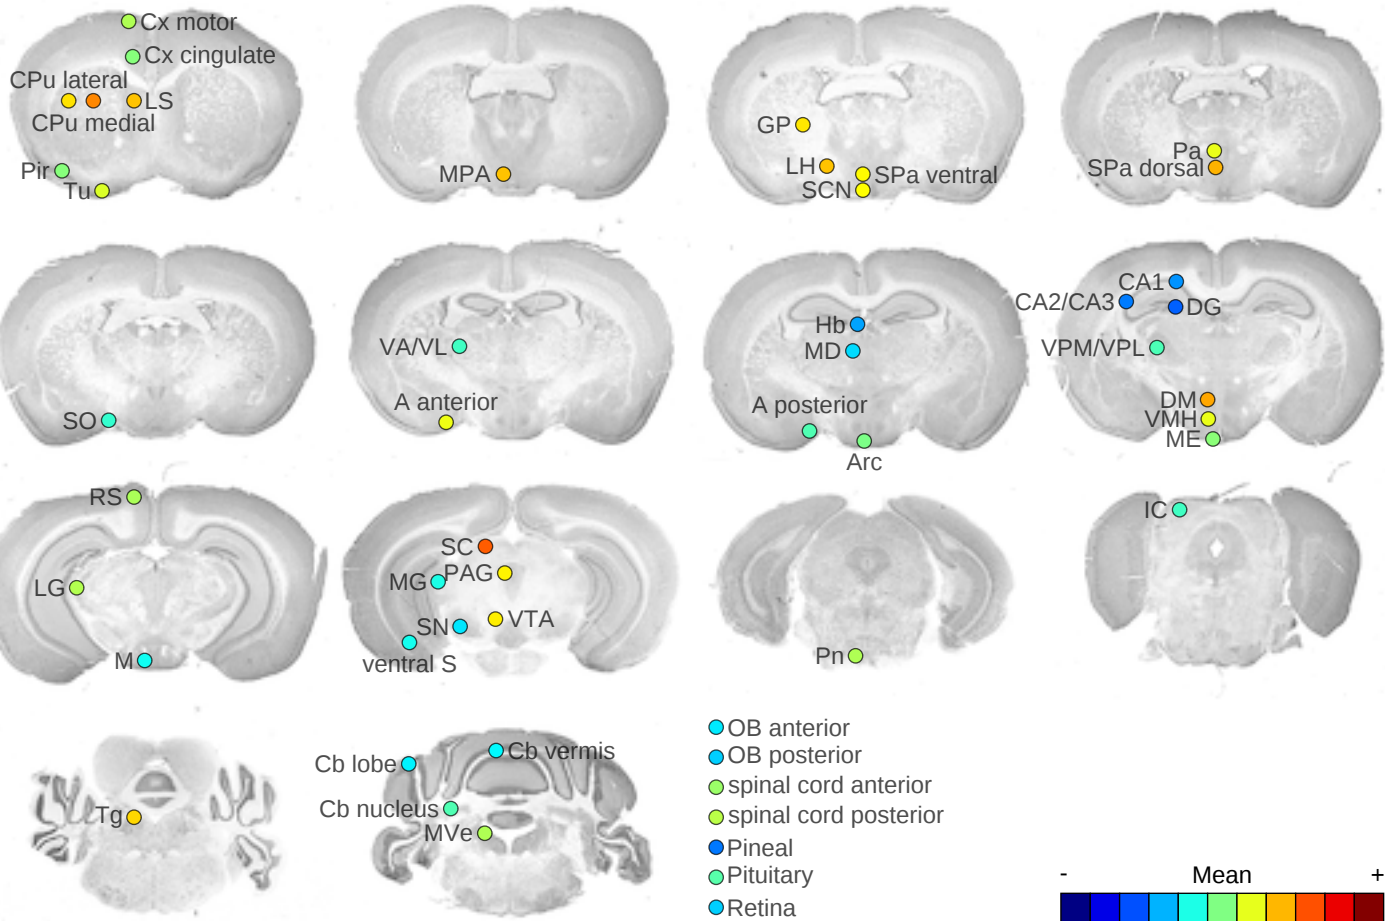 Cx motor
Cx cingulate
CPu lateral
LS
CPu medial
Pir
Tu
MPA
GP
LH
SPa ventral
SCN
Pa
SPa dorsal
SO
VA/VL
A anterior
Hb
MD
A posterior
Arc
CA1
CA2/CA3
DG
VPM/VPL
DM
VMH
ME
RS
LG
M
SC
PAG
MG
VTA
SN
ventral S
Pn
IC
Tg
Cb vermis
Cb lobe
Cb nucleus
MVe
OB anterior
OB posterior
spinal cord anterior
spinal cord posterior
Pineal
Pituitary
Retina
- Mean +